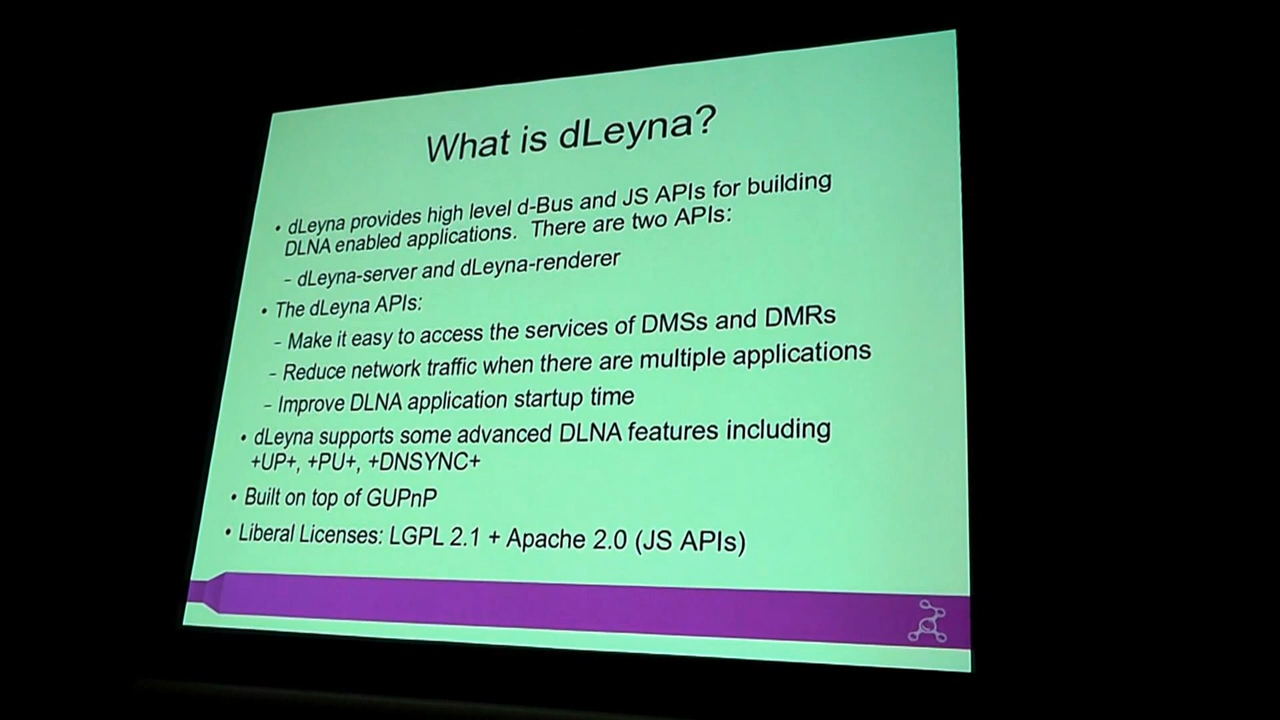 What is dLeyna?
• dLeyna provides high level d-Bus and JS APIs for building
DLNA enabled applications. There are two APIs:
– dLeyna-server and dLeyna-renderer
• The dLeyna APIs:
– Make it easy to access the services of DMSs and DMRs
– Reduce network traffic when there are multiple applications
– Improve DLNA application startup time
• dLeyna supports some advanced DLNA features including
+UP+, +PU+, +DNSYNC+
• Built on top of GUPnP
• Liberal Licenses: LGPL 2.1 + Apache 2.0 (JS APIs)